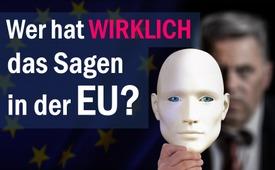 Wer hat WIRKLICH
das Sagen
in der EU?